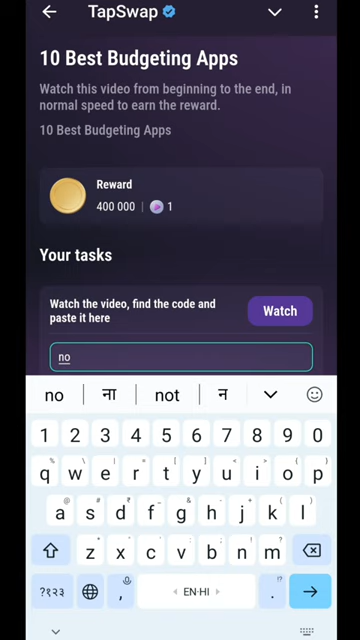 TapSwap
10 Best Budgeting Apps
Watch this video from beginning to the end, in
normal speed to earn the reward.
10 Best Budgeting Apps
Reward
400 000 | 1
Your tasks
Watch the video, find the code and
paste it here
Watch
no
no ना not न
1 2 3 4 5 6 7 8 9 0
% \ | = [ ] < > { }
q w e r t y u i o p
@ # ₹ _ & - + ( )
a s d f g h j k l
* " ' : ; ! ?
z x c v b n m
?१२३ , EN·HI .